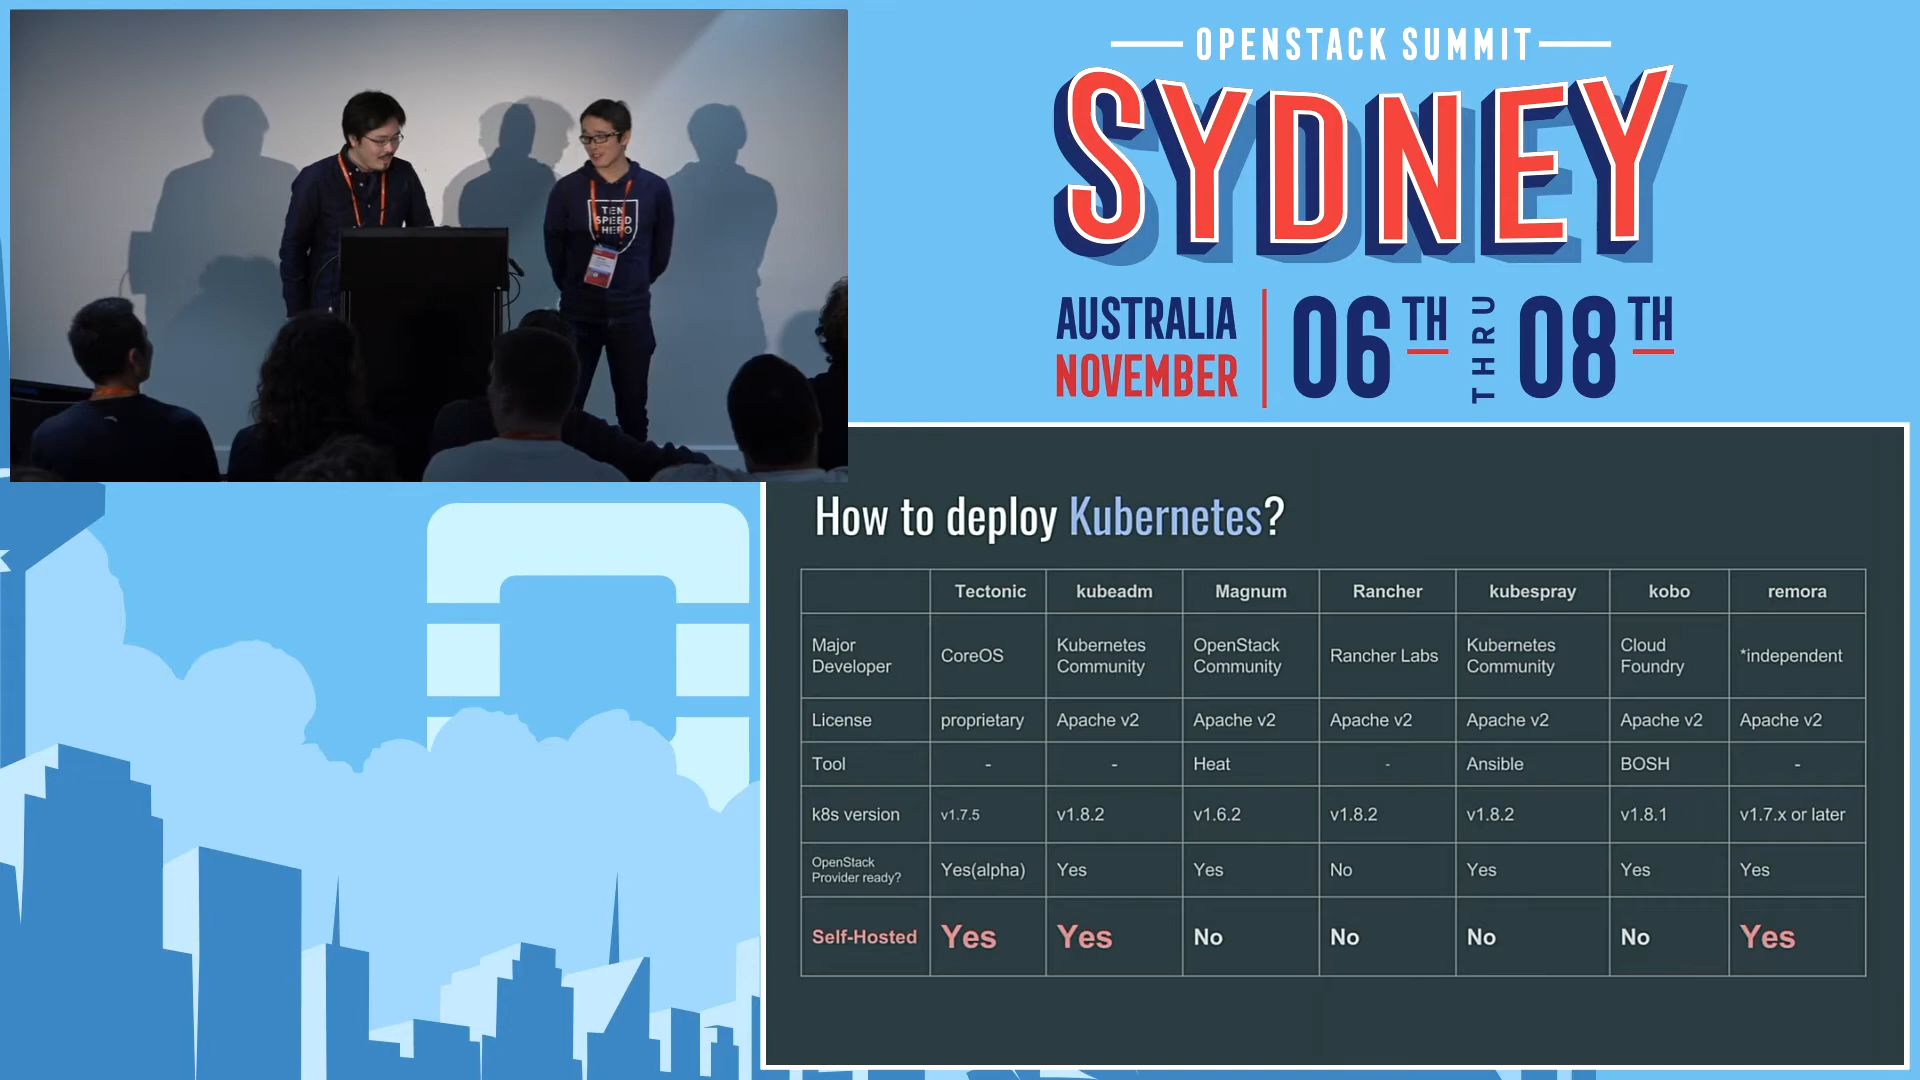 OPENSTACK SUMMIT
SYDNEY
AUSTRALIA
NOVEMBER
06TH THRU 08TH
TEN
SPEED
HERO
How to deploy Kubernetes?
Tectonic kubeadm Magnum Rancher kubespray kobo remora
Major Developer CoreOS Kubernetes Community OpenStack Community Rancher Labs Kubernetes Community Cloud Foundry *independent
License proprietary Apache v2 Apache v2 Apache v2 Apache v2 Apache v2 Apache v2
Tool - - Heat - Ansible BOSH -
k8s version v1.7.5 v1.8.2 v1.6.2 v1.8.2 v1.8.2 v1.8.1 v1.7.x or later
OpenStack Provider ready? Yes(alpha) Yes Yes No Yes Yes Yes
Self-Hosted Yes Yes No No No No Yes